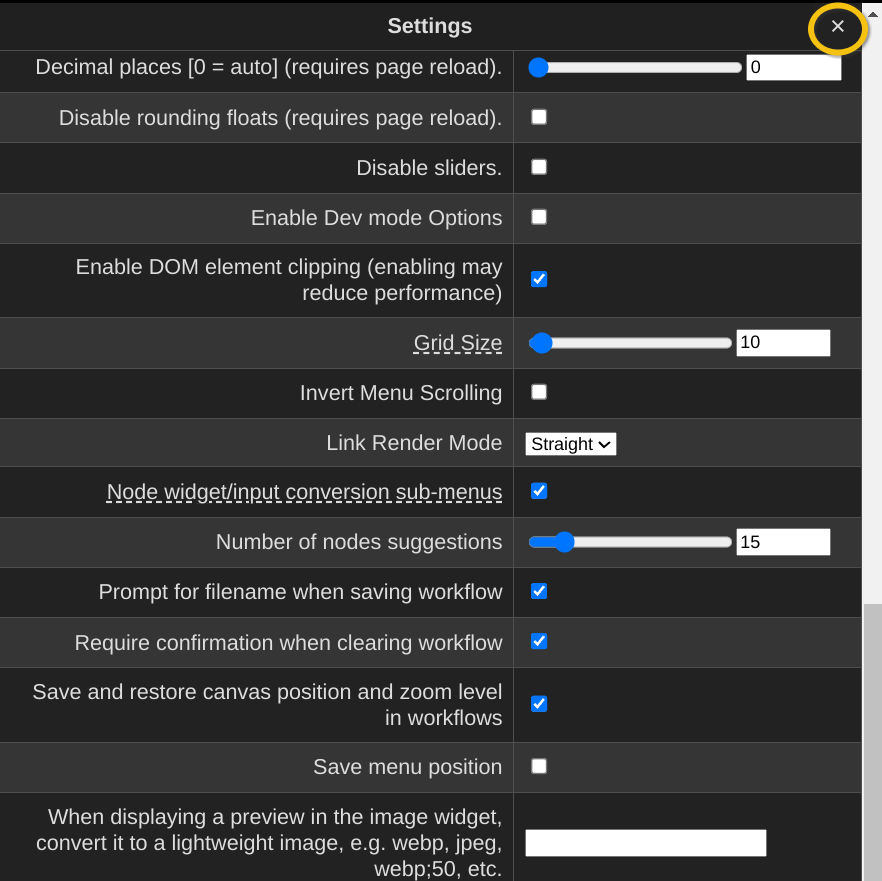 Settings
×
Decimal places [0 = auto] (requires page reload).
0
Disable rounding floats (requires page reload).
Disable sliders.
Enable Dev mode Options
Enable DOM element clipping (enabling may
reduce performance)
Grid Size
10
Invert Menu Scrolling
Link Render Mode
Straight
Node widget/input conversion sub-menus
Number of nodes suggestions
15
Prompt for filename when saving workflow
Require confirmation when clearing workflow
Save and restore canvas position and zoom level
in workflows
Save menu position
When displaying a preview in the image widget,
convert it to a lightweight image, e.g. webp, jpeg,
webp;50, etc.